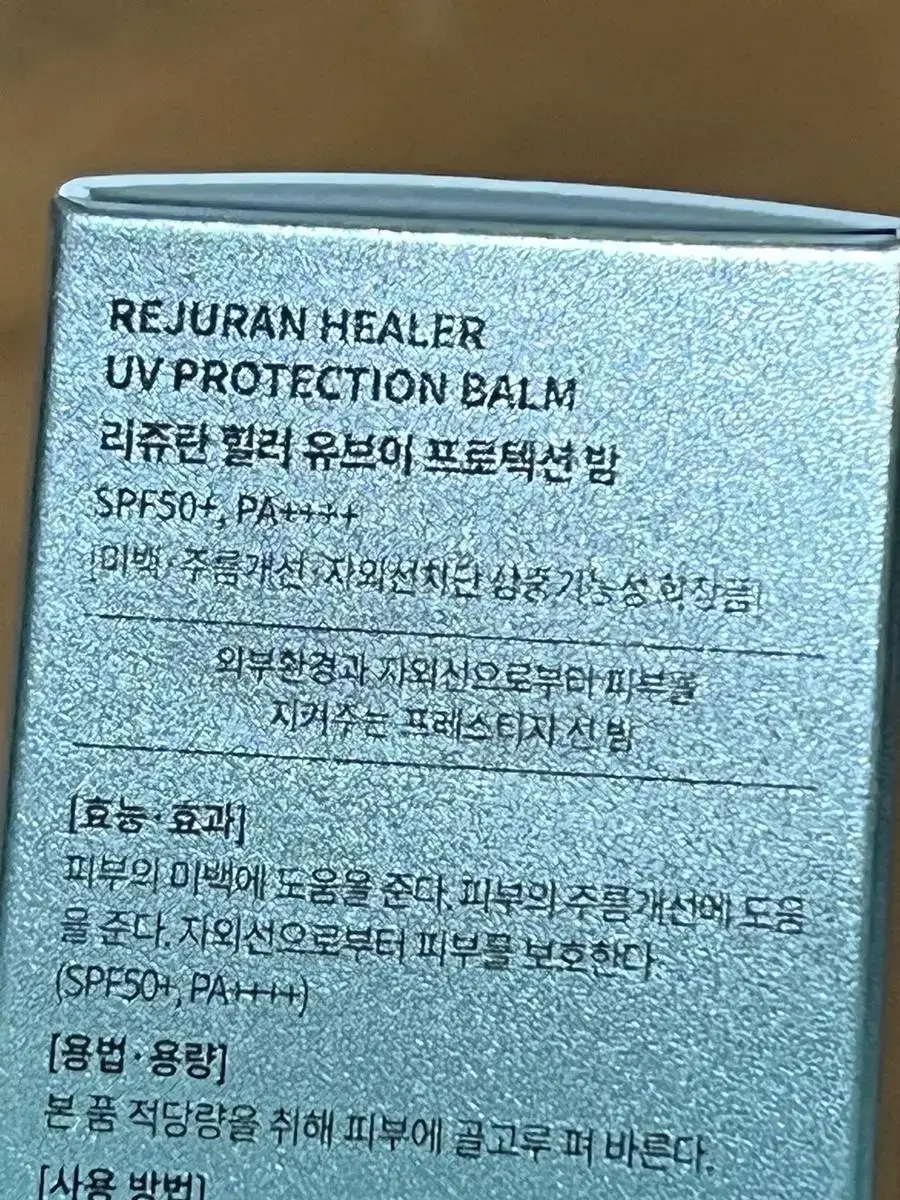 REJURAN HEALER
UV PROTECTION BALM
리쥬란 힐러 유브이 프로텍션 밤
SPF50+, PA++++
[미백·주름개선·자외선차단 삼중 기능성 화장품]
외부환경과 자외선으로부터 피부를
지켜주는 프레스티지 선 밤
[효능·효과]
피부의 미백에 도움을 준다. 피부의 주름개선에 도움
을 준다. 자외선으로부터 피부를 보호한다.
(SPF50+, PA++++)
[용법·용량]
본 품 적당량을 취해 피부에 골고루 펴 바른다.
[사용 방법]